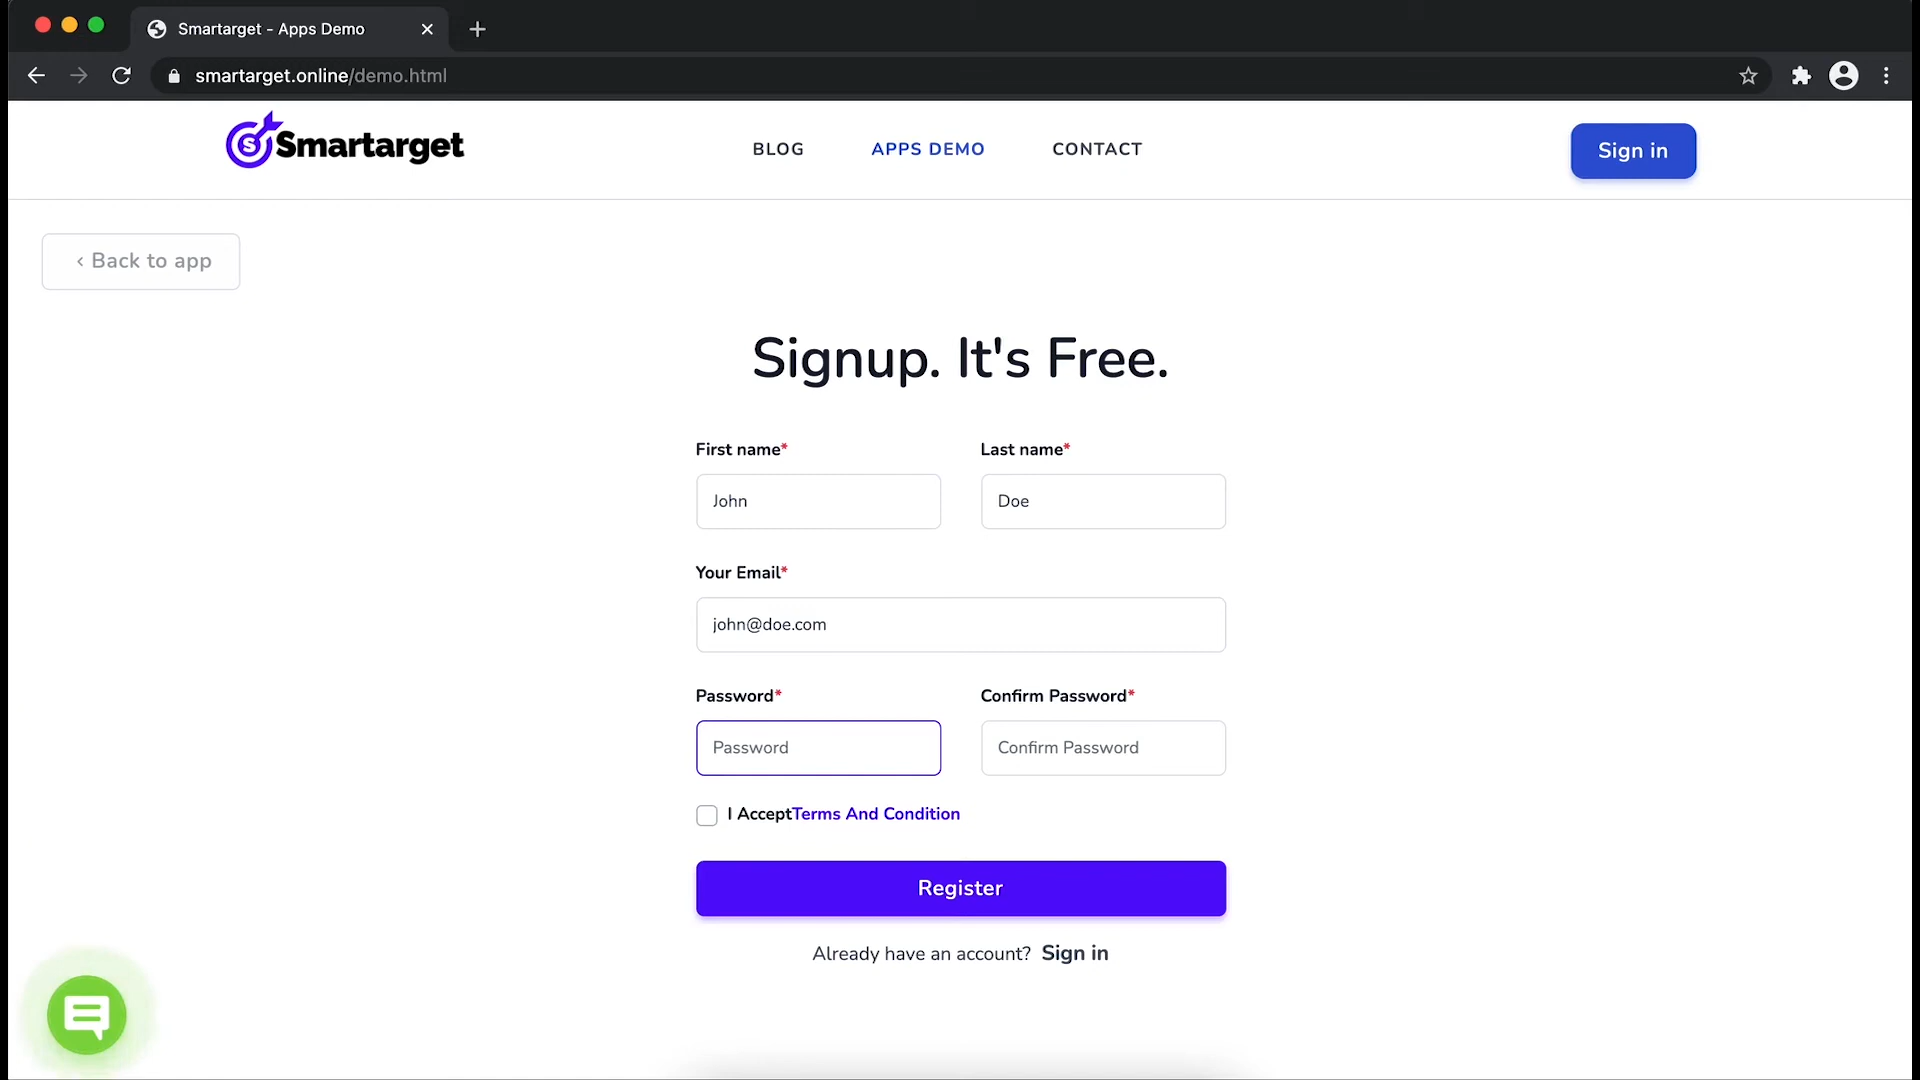 Smartarget - Apps Demo
smartarget.online/demo.html
Smartarget
BLOG
APPS DEMO
CONTACT
Sign in
‹ Back to app
Signup. It's Free.
First name*
Last name*
John
Doe
Your Email*
john@doe.com
Password*
Confirm Password*
Password
Confirm Password
I AcceptTerms And Condition
Register
Already have an account? Sign in